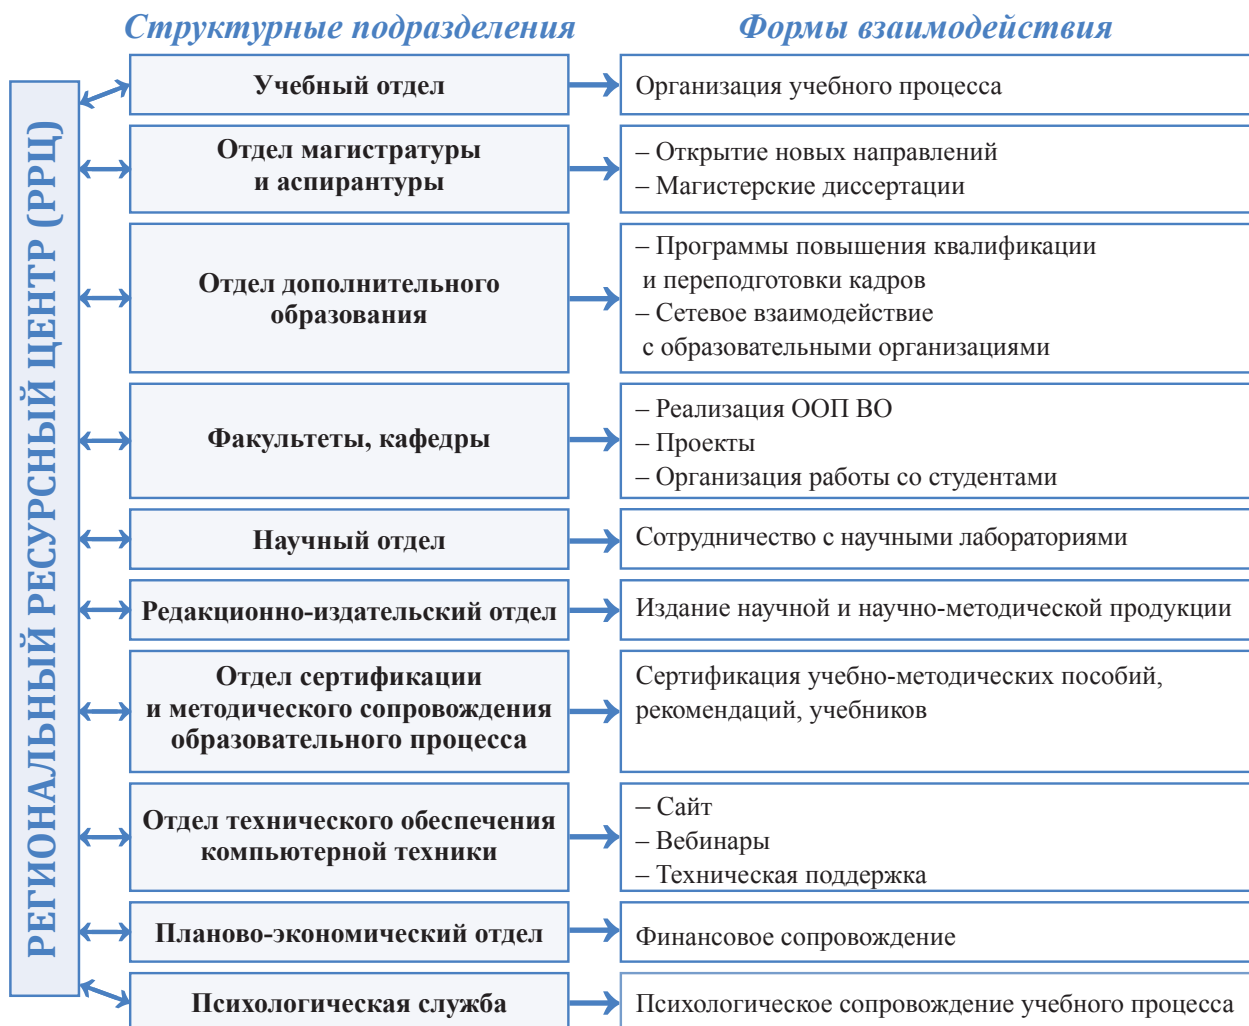 Структурные подразделения
Формы взаимодействия
РЕГИОНАЛЬНЫЙ РЕСУРСНЫЙ ЦЕНТР (РРЦ)
Учебный отдел
Организация учебного процесса
Отдел магистратуры
и аспирантуры
– Открытие новых направлений
– Магистерские диссертации
Отдел дополнительного
образования
– Программы повышения квалификации
и переподготовки кадров
– Сетевое взаимодействие
с образовательными организациями
Факультеты, кафедры
– Реализация ООП ВО
– Проекты
– Организация работы со студентами
Научный отдел
Сотрудничество с научными лабораториями
Редакционно-издательский отдел
Издание научной и научно-методической продукции
Отдел сертификации
и методического сопровождения
образовательного процесса
Сертификация учебно-методических пособий,
рекомендаций, учебников
Отдел технического обеспечения
компьютерной техники
– Сайт
– Вебинары
– Техническая поддержка
Планово-экономический отдел
Финансовое сопровождение
Психологическая служба
Психологическое сопровождение учебного процесса